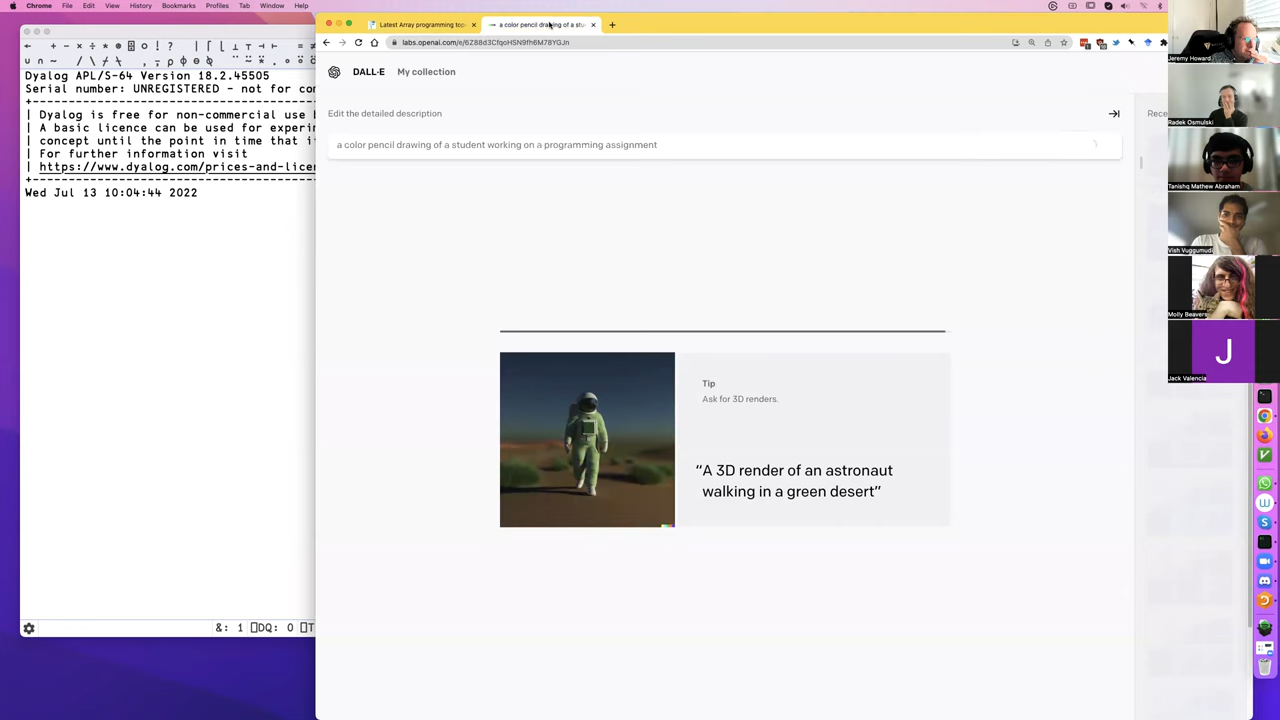 Chrome File Edit View History Bookmarks Profiles Tab Window Help
Dyalog APL/S-64 Version 18.2.45505
Serial number: UNREGISTERED - not for co
| Dyalog is free for non-commercial use
| A basic licence can be used for experi
| concept until the point in time that i
| For further information visit
| https://www.dyalog.com/prices-and-lice
Wed Jul 13 10:04:44 2022
&: 1 ⎕DQ: 0 ⎕T
Latest Array programming top
a color pencil drawing of a stu
labs.openai.com/e/6Z88d3CfqoHSN9fh6M78YGJn
DALL·E My collection
Edit the detailed description
Rece
a color pencil drawing of a student working on a programming assignment
Tip
Ask for 3D renders.
“A 3D render of an astronaut
walking in a green desert”
Jeremy Howard
Radek Osmulski
Tanishq Mathew Abraham
Vish Vuggumudi
Molly Beavers
J
Jack Valencia